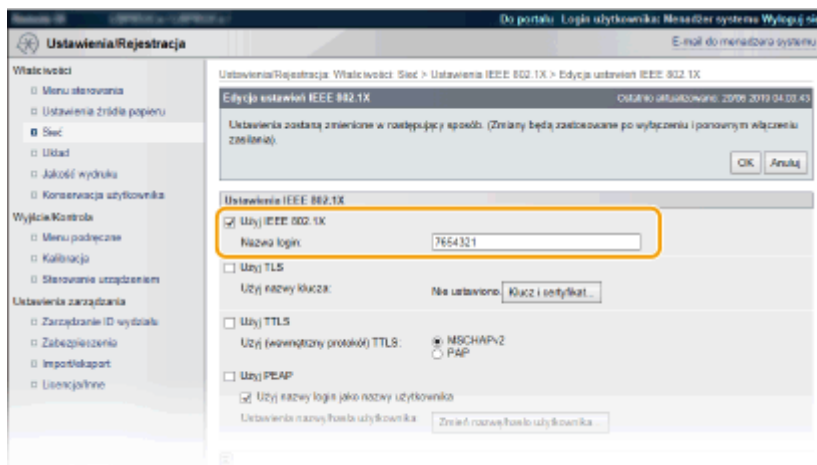 Do portalu Login użytkownika: Menedżer systemu Wyloguj się
Ustawienia/Rejestracja
E-mail do menadżera systemu
Właściwości
Menu sterowania
Ustawienia źródła papieru
Sieć
Układ
Jakość wydruku
Konserwacja użytkownika
Wyjście/Kontrola
Menu podręczne
Kalibracja
Sterowanie urządzeniem
Ustawienia zarządzania
Zarządzanie ID wydziału
Zabezpieczenia
Import/eksport
Licencja/Inne
Ustawienia/Rejestracja: Właściwości: Sieć > Ustawienia IEEE 802.1X > Edycja ustawień IEEE 802.1X
Edycja ustawień IEEE 802.1X
Ostatnio aktualizowane: 20/06 2019 04:03:43
Ustawienia zostaną zmienione w następujący sposób. (Zmiany będą zastosowane po wyłączeniu i ponownym włączeniu
zasilania).
OK Anuluj
Ustawienia IEEE 802.1X
Użyj IEEE 802.1X
Nazwa login: 7654321
Użyj TLS
Użyj nazwy klucza: Nie ustawiono. Klucz i certyfikat...
Użyj TTLS
Użyj (wewnętrzny protokół) TTLS: MSCHAPv2
PAP
Użyj PEAP
Użyj nazwy login jako nazwy użytkownika
Ustawienia nazwy/hasła użytkownika: Zmień nazwę/hasło użytkownika...